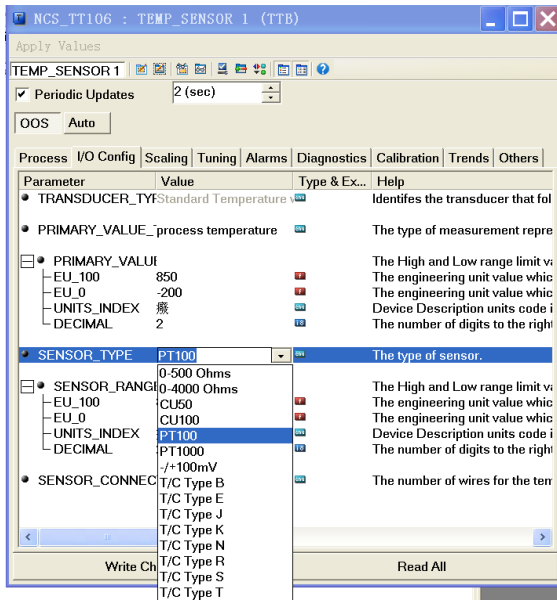 NCS_TT106 : TEMP_SENSOR 1 (TTB)
Apply Values
TEMP_SENSOR 1
Periodic Updates 2 (sec)
OOS Auto
Process I/O Config Scaling Tuning Alarms Diagnostics Calibration Trends Others
Parameter Value Type & Ex... Help
TRANSDUCER_TYF Standard Temperature v Identifes the transducer that fol
PRIMARY_VALUE_ process temperature The type of measurement repre
PRIMARY_VALUE The High and Low range limit va
EU_100 850 The engineering unit value whic
EU_0 -200 The engineering unit value whic
UNITS_INDEX 癈 Device Description units code i
DECIMAL 2 The number of digits to the right
SENSOR_TYPE PT100 The type of sensor.
0-500 Ohms
SENSOR_RANGE 0-4000 Ohms The High and Low range limit va
EU_100 CU50 The engineering unit value whic
EU_0 CU100 The engineering unit value whic
UNITS_INDEX PT100 Device Description units code i
DECIMAL PT1000 The number of digits to the right
-/+100mV
SENSOR_CONNEC T/C Type B The number of wires for the tem
T/C Type E
T/C Type J
T/C Type K
T/C Type N
T/C Type R
Write Ch T/C Type S Read All
T/C Type T